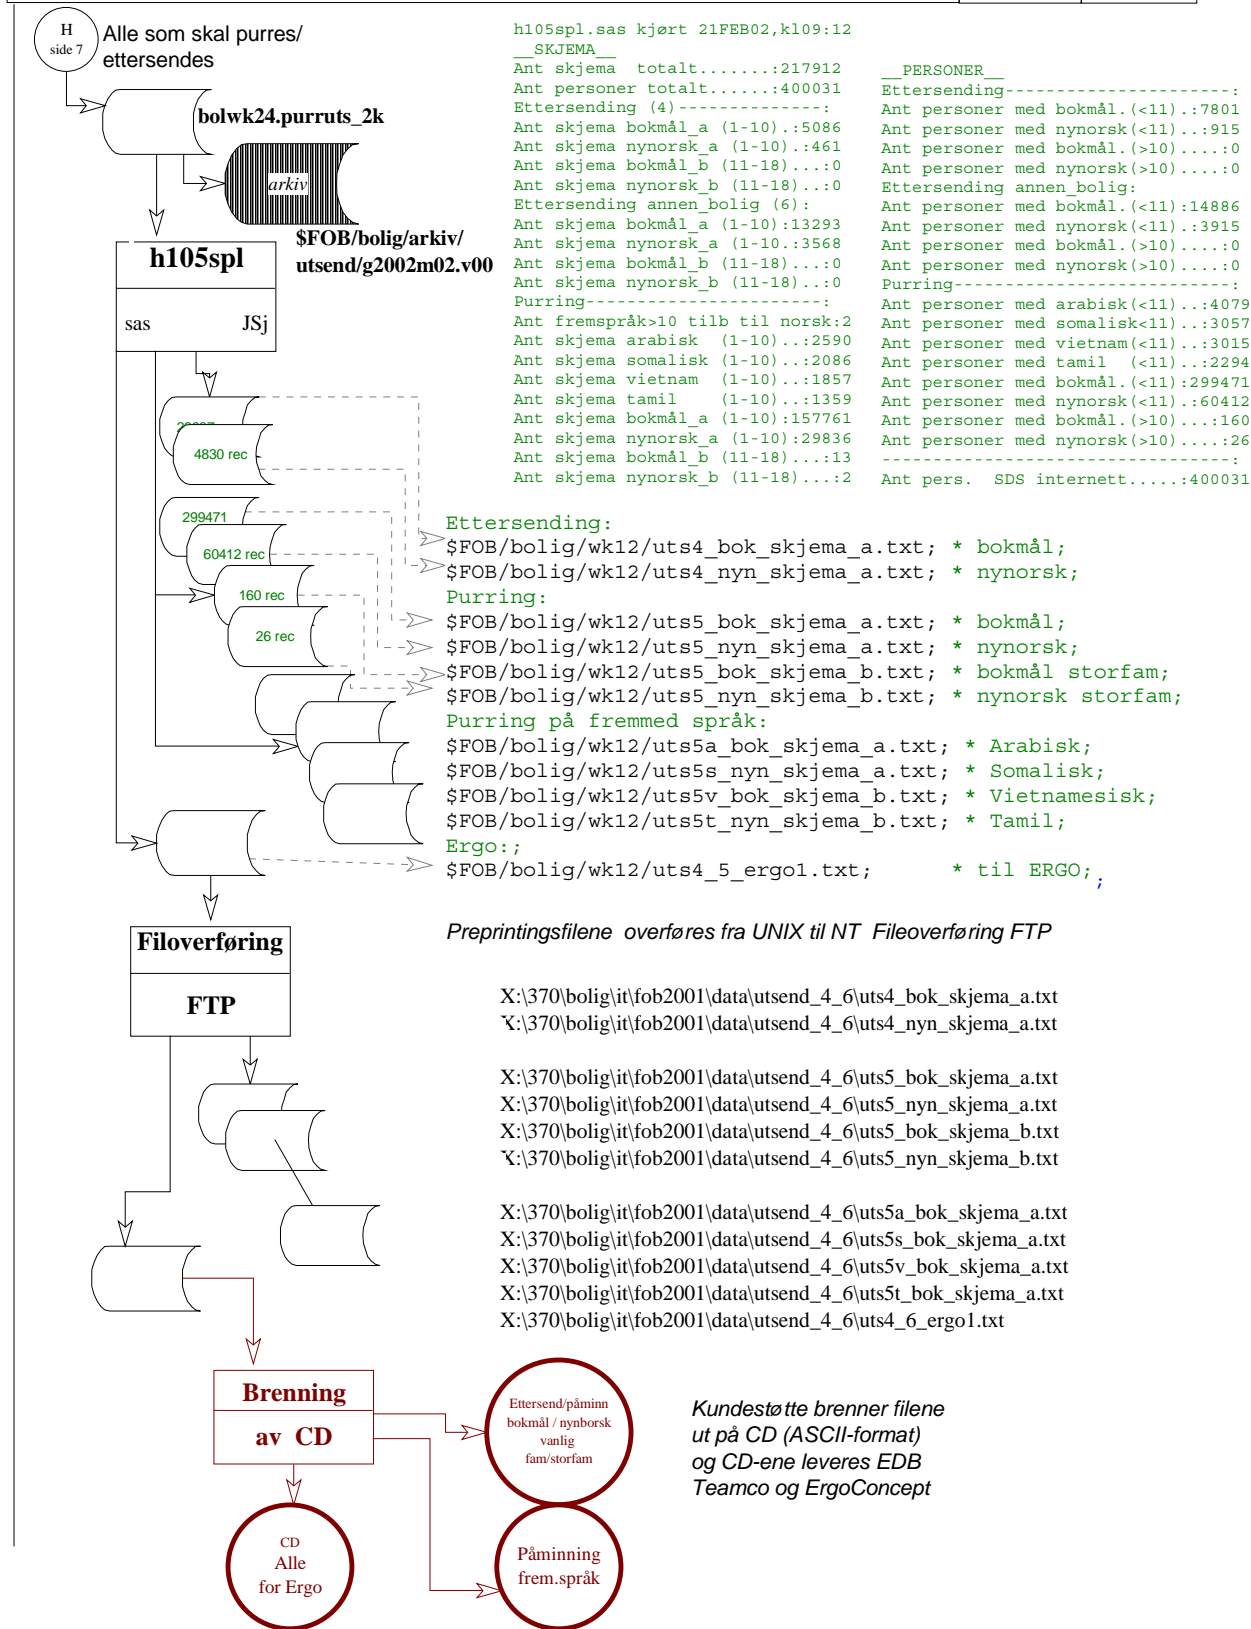 H
side 7
Alle som skal purres/
ettersendes
bolwk24.purruts_2k
arkiv
$FOB/bolig/arkiv/
utsend/g2002m02.v00
h105spl
sas JSj
4830 rec
299471
60412 rec
160 rec
26 rec
h105spl.sas kjørt 21FEB02,kl09:12
__SKJEMA__
Ant skjema  totalt.......:217912
Ant personer totalt......:400031
Ettersending (4)--------------:
Ant skjema bokmål_a (1-10).:5086
Ant skjema nynorsk_a (1-10).:461
Ant skjema bokmål_b (11-18)...:0
Ant skjema nynorsk_b (11-18)..:0
Ettersending annen_bolig (6):
Ant skjema bokmål_a (1-10):13293
Ant skjema nynorsk_a (1-10.:3568
Ant skjema bokmål_b (11-18)...:0
Ant skjema nynorsk_b (11-18)..:0
Purring-----------------------:
Ant fremspråk>10 tilb til norsk:2
Ant skjema arabisk  (1-10)..:2590
Ant skjema somalisk (1-10)..:2086
Ant skjema vietnam  (1-10)..:1857
Ant skjema tamil    (1-10)..:1359
Ant skjema bokmål_a (1-10):157761
Ant skjema nynorsk_a (1-10):29836
Ant skjema bokmål_b (11-18)...:13
Ant skjema nynorsk_b (11-18)...:2
__PERSONER__
Ettersending----------------------:
Ant personer med bokmål.(<11).:7801
Ant personer med nynorsk(<11)..:915
Ant personer med bokmål.(>10)....:0
Ant personer med nynorsk(>10)....:0
Ettersending annen_bolig:
Ant personer med bokmål.(<11):14886
Ant personer med nynorsk(<11).:3915
Ant personer med bokmål.(>10)....:0
Ant personer med nynorsk(>10)....:0
Purring---------------------------:
Ant personer med arabisk(<11)..:4079
Ant personer med somalisk<11)..:3057
Ant personer med vietnam(<11)..:3015
Ant personer med tamil  (<11)..:2294
Ant personer med bokmål.(<11):299471
Ant personer med nynorsk(<11).:60412
Ant personer med bokmål.(>10)...:160
Ant personer med nynorsk(>10)....:26
----------------------------------:
Ant pers.  SDS internett.....:400031
Ettersending:
$FOB/bolig/wk12/uts4_bok_skjema_a.txt; * bokmål;
$FOB/bolig/wk12/uts4_nyn_skjema_a.txt; * nynorsk;
Purring:
$FOB/bolig/wk12/uts5_bok_skjema_a.txt; * bokmål;
$FOB/bolig/wk12/uts5_nyn_skjema_a.txt; * nynorsk;
$FOB/bolig/wk12/uts5_bok_skjema_b.txt; * bokmål storfam;
$FOB/bolig/wk12/uts5_nyn_skjema_b.txt; * nynorsk storfam;
Purring på fremmed språk:
$FOB/bolig/wk12/uts5a_bok_skjema_a.txt; * Arabisk;
$FOB/bolig/wk12/uts5s_nyn_skjema_a.txt; * Somalisk;
$FOB/bolig/wk12/uts5v_bok_skjema_b.txt; * Vietnamesisk;
$FOB/bolig/wk12/uts5t_nyn_skjema_b.txt; * Tamil;
Ergo:;
$FOB/bolig/wk12/uts4_5_ergo1.txt;       * til ERGO;;
Filoverføring
FTP
Preprintingsfilene  overføres fra UNIX til NT  Fileoverføring FTP
X:\370\bolig\it\fob2001\data\utsend_4_6\uts4_bok_skjema_a.txt
X:\370\bolig\it\fob2001\data\utsend_4_6\uts4_nyn_skjema_a.txt
X:\370\bolig\it\fob2001\data\utsend_4_6\uts5_bok_skjema_a.txt
X:\370\bolig\it\fob2001\data\utsend_4_6\uts5_nyn_skjema_a.txt
X:\370\bolig\it\fob2001\data\utsend_4_6\uts5_bok_skjema_b.txt
X:\370\bolig\it\fob2001\data\utsend_4_6\uts5_nyn_skjema_b.txt
X:\370\bolig\it\fob2001\data\utsend_4_6\uts5a_bok_skjema_a.txt
X:\370\bolig\it\fob2001\data\utsend_4_6\uts5s_bok_skjema_a.txt
X:\370\bolig\it\fob2001\data\utsend_4_6\uts5v_bok_skjema_a.txt
X:\370\bolig\it\fob2001\data\utsend_4_6\uts5t_bok_skjema_a.txt
X:\370\bolig\it\fob2001\data\utsend_4_6\uts4_6_ergo1.txt
Brenning
av  CD
Ettersend/påminn
bokmål / nynborsk
vanlig
fam/storfam
Kundestøtte brenner filene
ut på CD (ASCII-format)
og CD-ene leveres EDB
Teamco og ErgoConcept
CD
Alle
for Ergo
Påminning
frem.språk